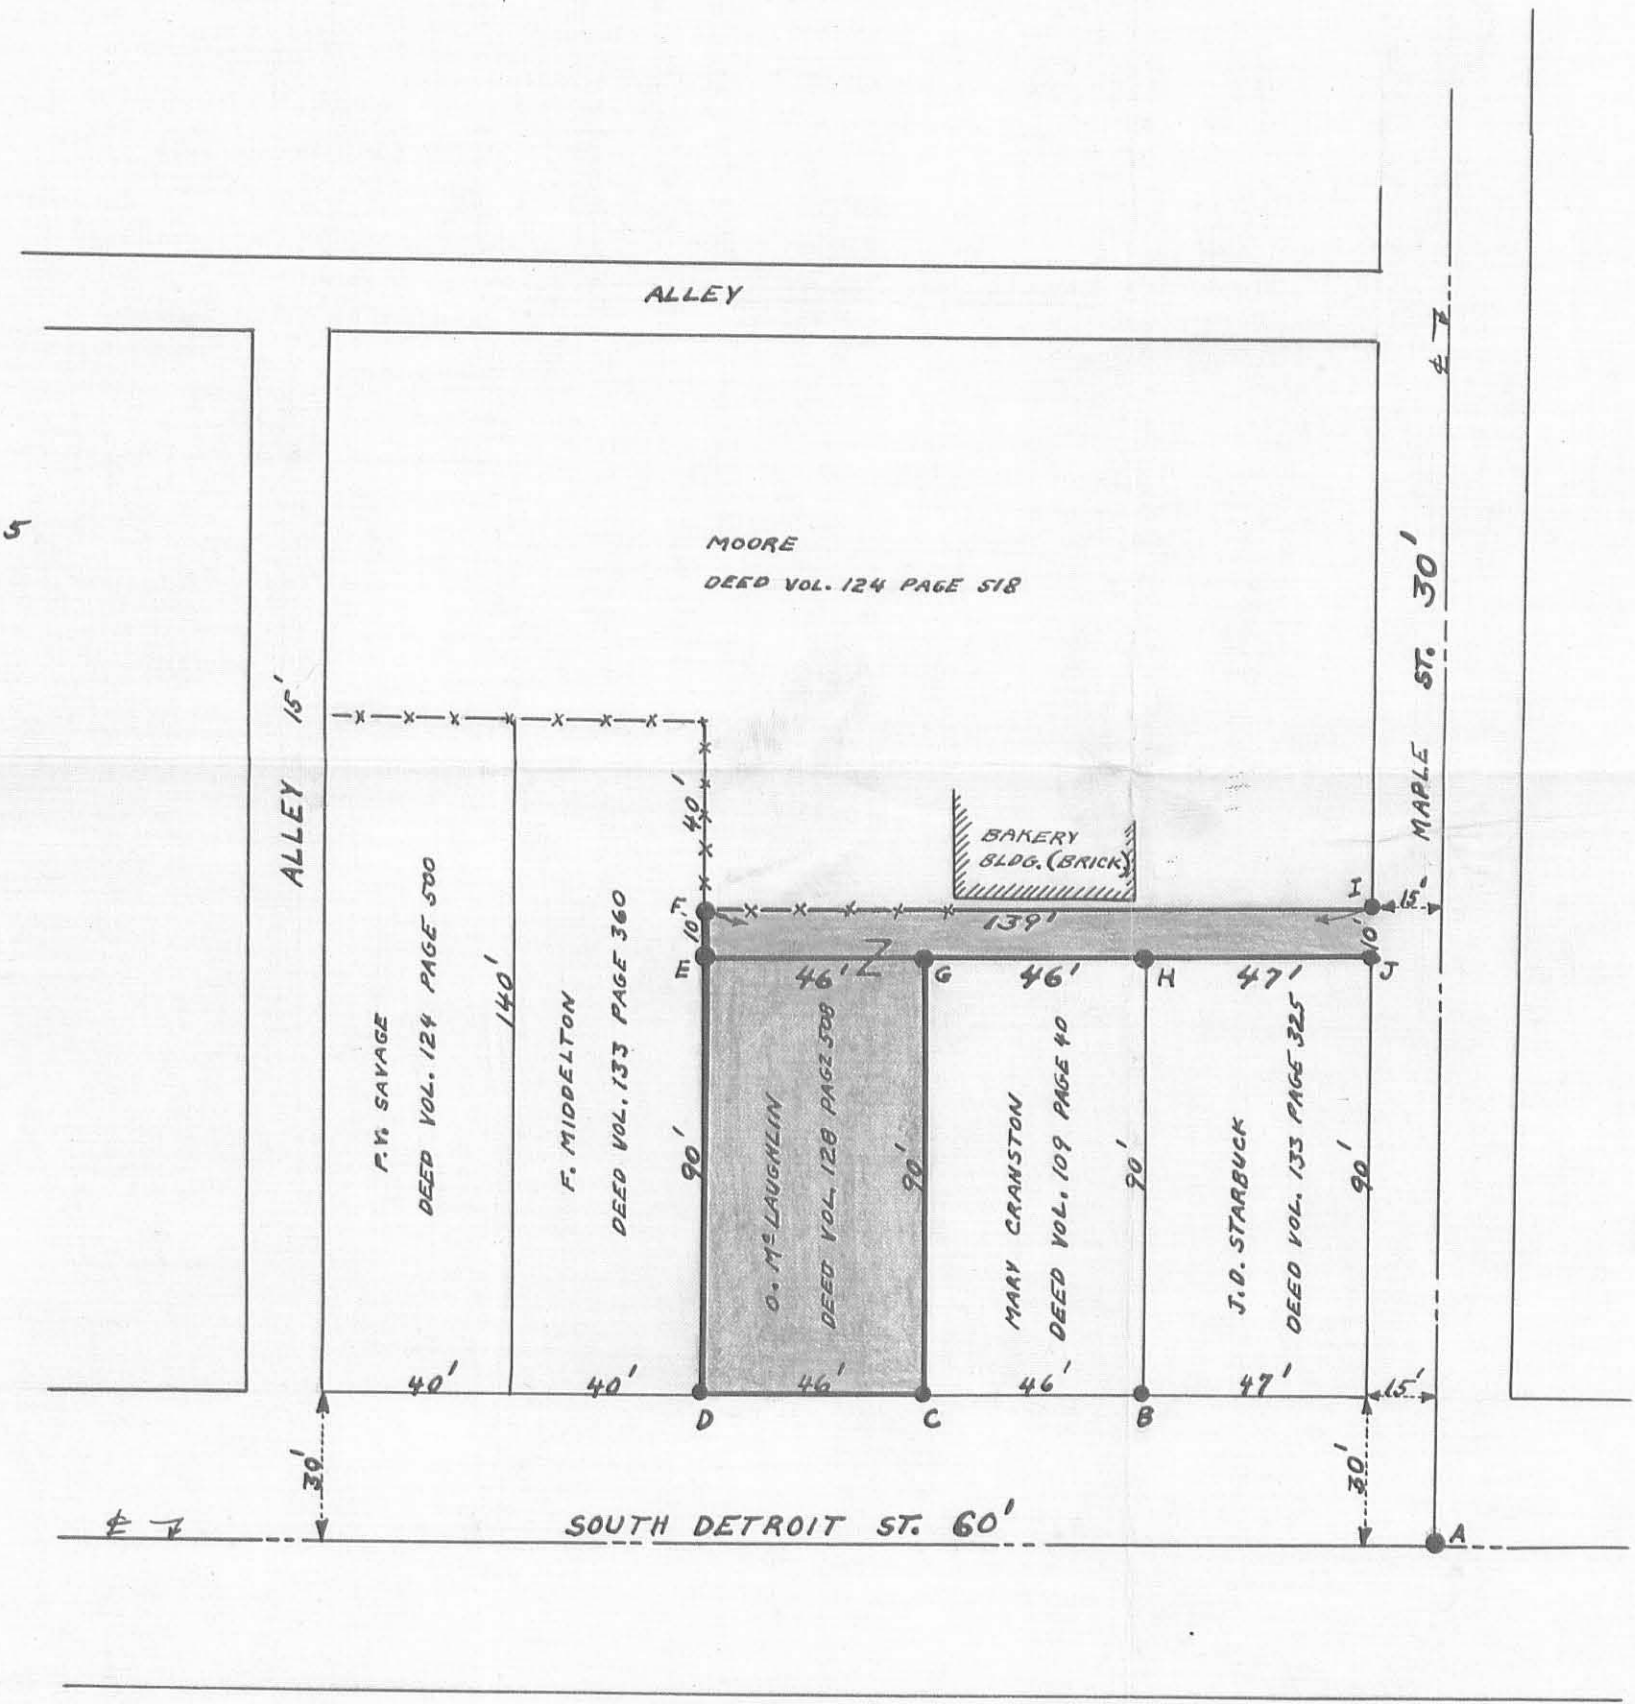 ALLEY
5
MOORE
DEED VOL. 124 PAGE 518
MAPLE ST. 30'
ALLEY 15'
40'
BAKERY
BLDG. (BRICK)
F
I
15'
139'
10'
10'
E
46'
G
46'
H
47'
J
P.Y. SAVAGE
DEED VOL. 124 PAGE 500
140'
F. MIDDELTON
DEED VOL. 133 PAGE 360
90'
O. McLAUGHLIN
DEED VOL. 128 PAGE 508
90'
MARY CRANSTON
DEED VOL. 109 PAGE 40
90'
J.D. STARBUCK
DEED VOL. 133 PAGE 325
90'
40'
40'
46'
46'
47'
15'
D
C
B
30'
30'
SOUTH DETROIT ST. 60'
A